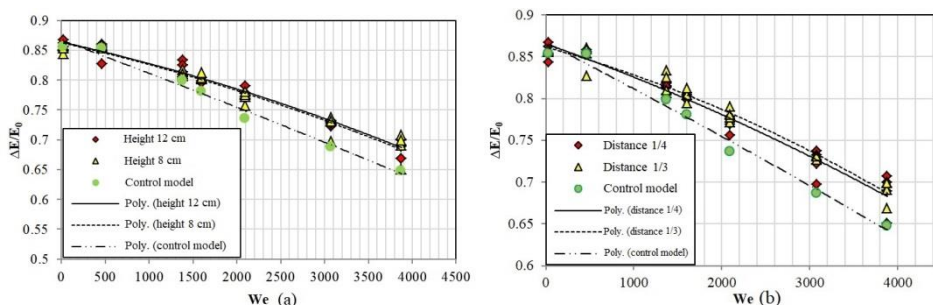 0.9
0.85
0.8
0.75
0.7
0.65
0.6
0.55
0.5
ΔE/E0
Height 12 cm
Height 8 cm
Control model
Poly. (height 12 cm)
Poly. (height 8 cm)
Poly. (control model)
0 500 1000 1500 2000 2500 3000 3500 4000 4500
We (a)
0.9
0.85
0.8
0.75
0.7
0.65
0.6
ΔE/E0
Distance 1/4
Distance 1/3
Control model
Poly. (distance 1/4)
Poly. (distance 1/3)
Poly. (control model)
0 1000 2000 3000 4000
We (b)